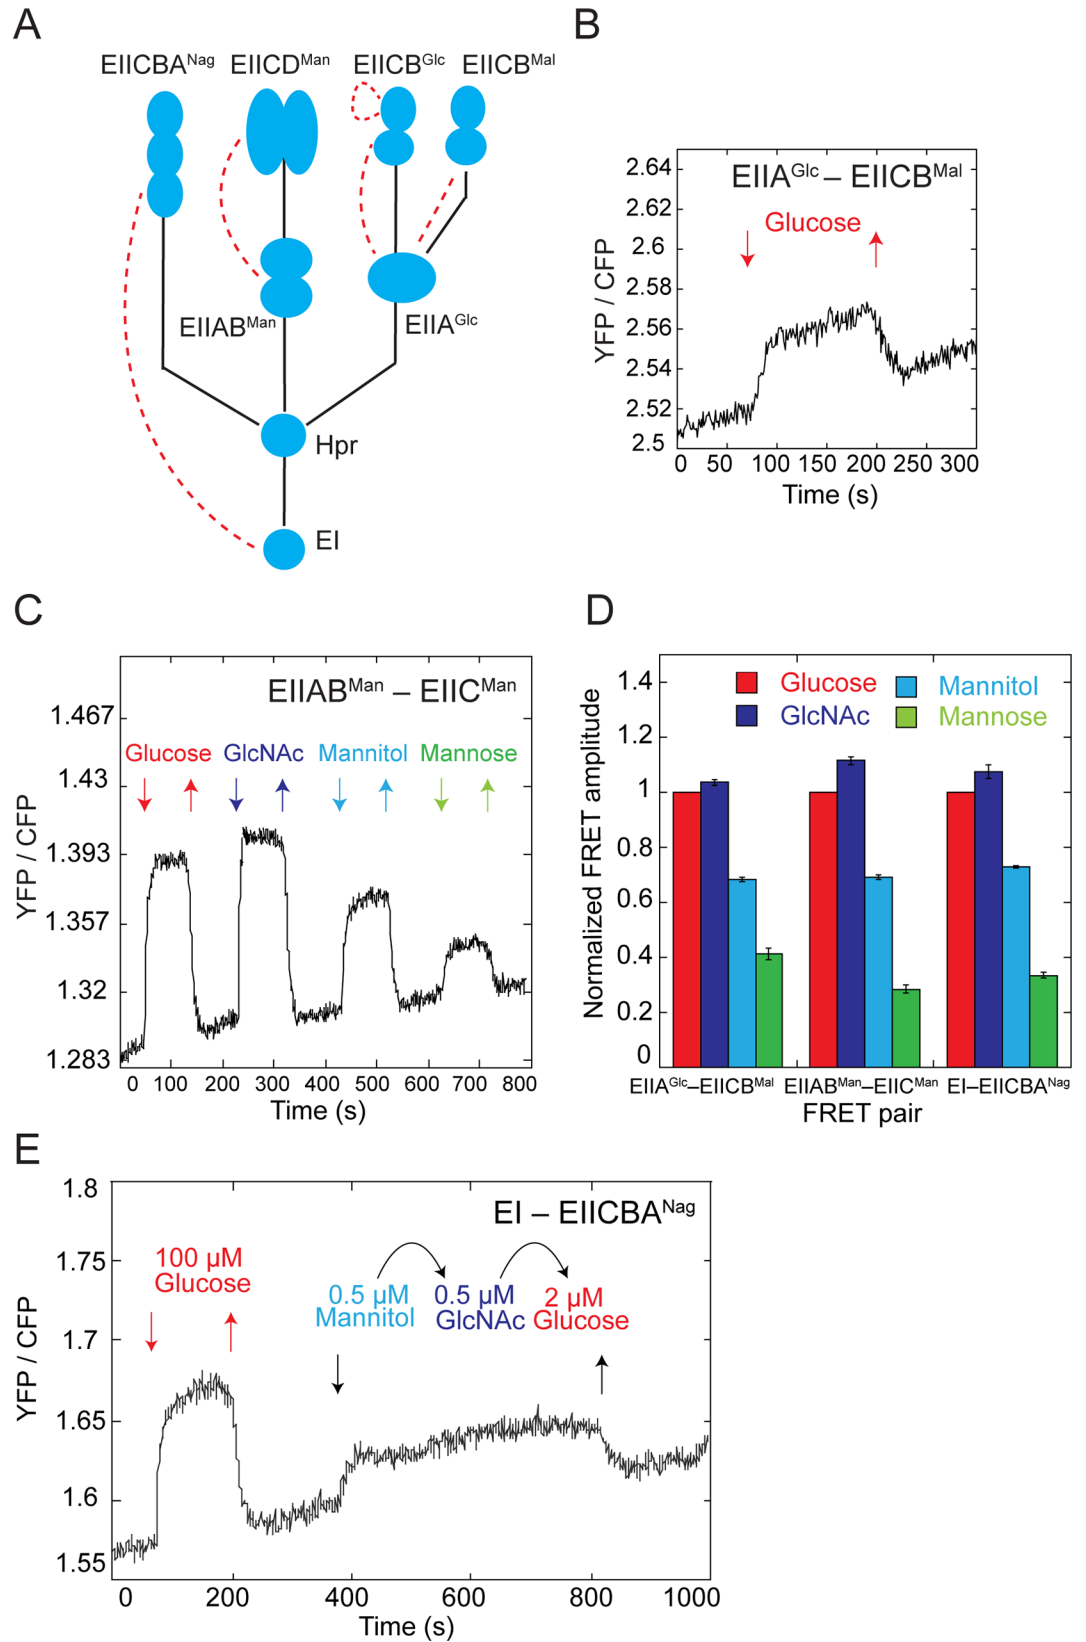 A
EIICBA^Nag EIICD^Man EIICB^Glc EIICB^Mal
EIIAB^Man EIIA^Glc
Hpr
EI
B
EIIA^Glc – EIICB^Mal
Glucose
2.64
2.62
2.6
2.58
2.56
2.54
2.52
2.5
YFP / CFP
0 50 100 150 200 250 300
Time (s)
C
EIIAB^Man – EIIC^Man
Glucose GlcNAc Mannitol Mannose
1.467
1.43
1.393
1.357
1.32
1.283
YFP / CFP
0 100 200 300 400 500 600 700 800
Time (s)
D
Glucose Mannitol
GlcNAc Mannose
1.4
1.2
1
0.8
0.6
0.4
0.2
0
Normalized FRET amplitude
EIIA^Glc–EIICB^Mal EIIAB^Man–EIIC^Man EI–EIICBA^Nag
FRET pair
E
EI – EIICBA^Nag
100 µM
Glucose
0.5 µM 0.5 µM 2 µM
Mannitol GlcNAc Glucose
1.8
1.75
1.7
1.65
1.6
1.55
YFP / CFP
0 200 400 600 800 1000
Time (s)